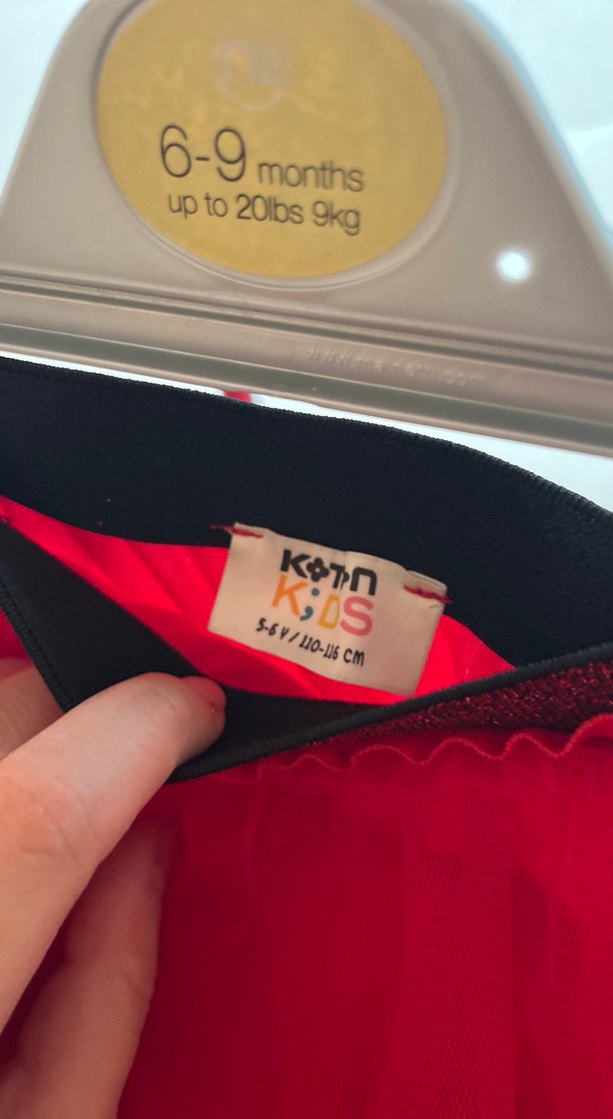 6-9 months
up to 20lbs 9kg
KOTON
KiDS
5-6 Y / 110-116 CM